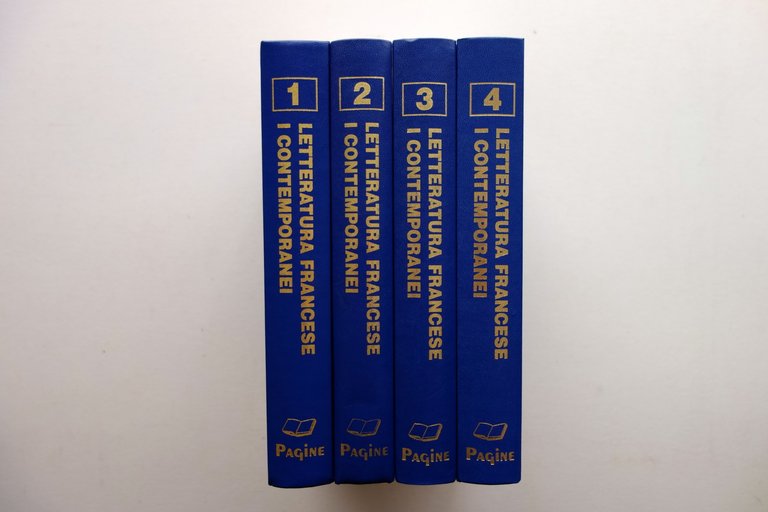 1
LETTERATURA FRANCESE
I CONTEMPORANEI
PAGINE
2
LETTERATURA FRANCESE
I CONTEMPORANEI
PAGINE
3
LETTERATURA FRANCESE
I CONTEMPORANEI
PAGINE
4
LETTERATURA FRANCESE
I CONTEMPORANEI
PAGINE